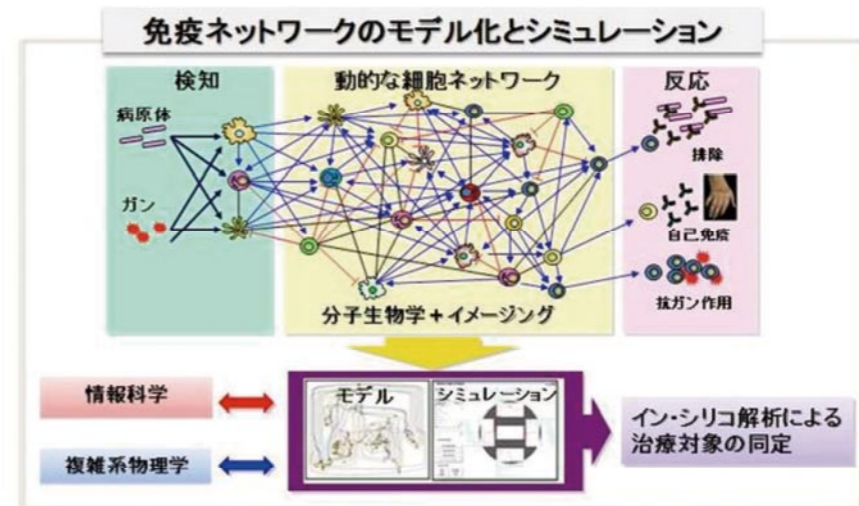 免疫ネットワークのモデル化とシミュレーション
検知
動的な細胞ネットワーク
反応
病原体
ガン
排除
自己免疫
抗ガン作用
分子生物学+イメージング
情報科学
複雑系物理学
モデル
シミュレーション
イン・シリコ解析による
治療対象の同定